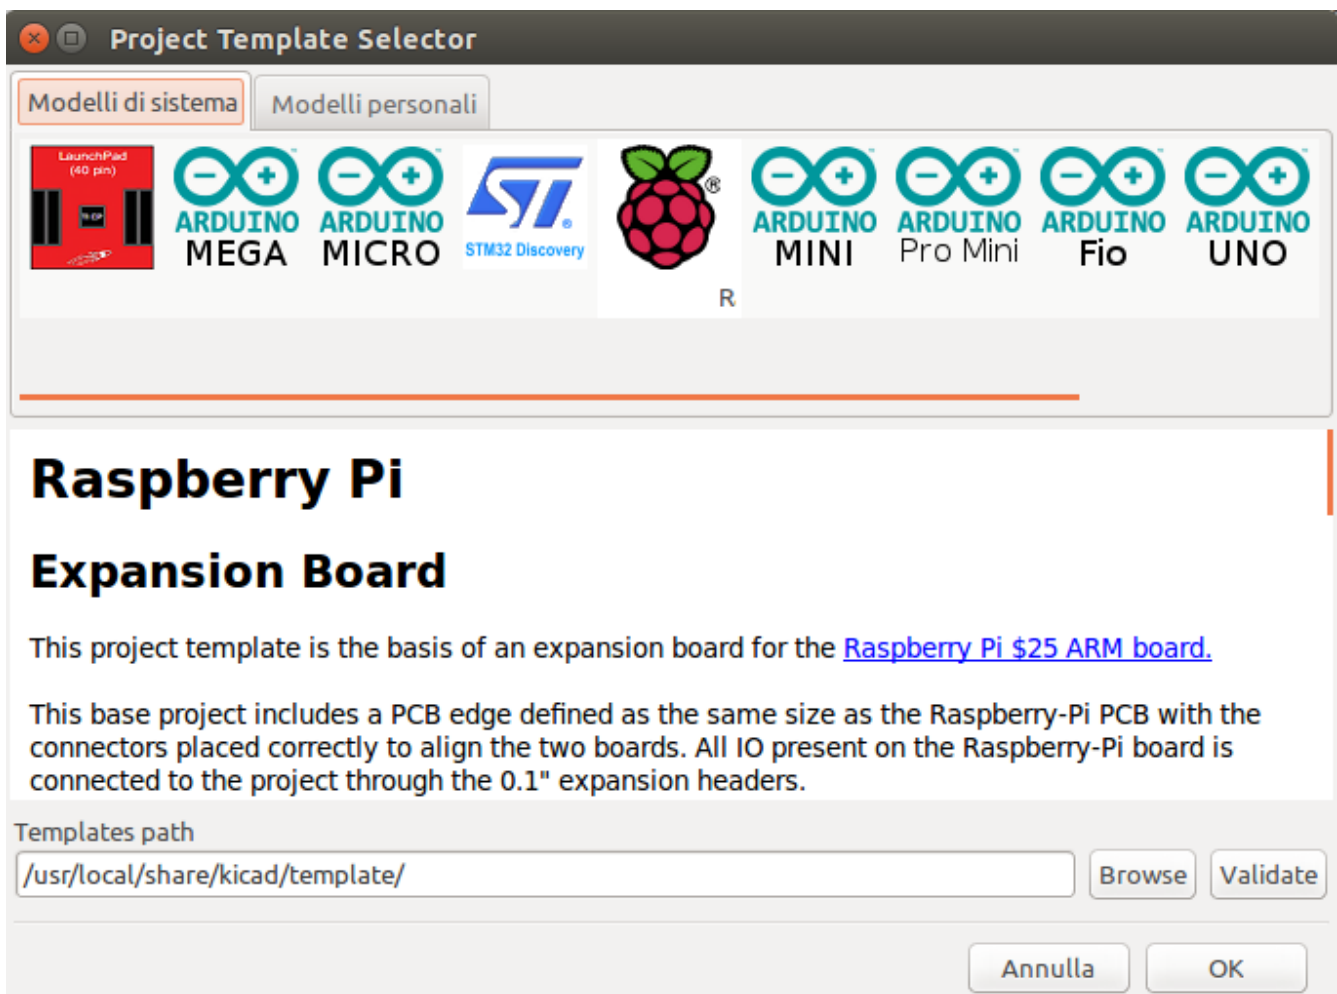 Project Template Selector
Modelli di sistema Modelli personali
LaunchPad
(40 pin)
ARDUINO
MEGA
ARDUINO
MICRO
ST
STM32 Discovery
®
R
ARDUINO
MINI
ARDUINO
Pro Mini
ARDUINO
Fio
ARDUINO
UNO
Raspberry Pi
Expansion Board
This project template is the basis of an expansion board for the Raspberry Pi $25 ARM board.
This base project includes a PCB edge defined as the same size as the Raspberry-Pi PCB with the
connectors placed correctly to align the two boards. All IO present on the Raspberry-Pi board is
connected to the project through the 0.1" expansion headers.
Templates path
/usr/local/share/kicad/template/ Browse Validate
Annulla OK